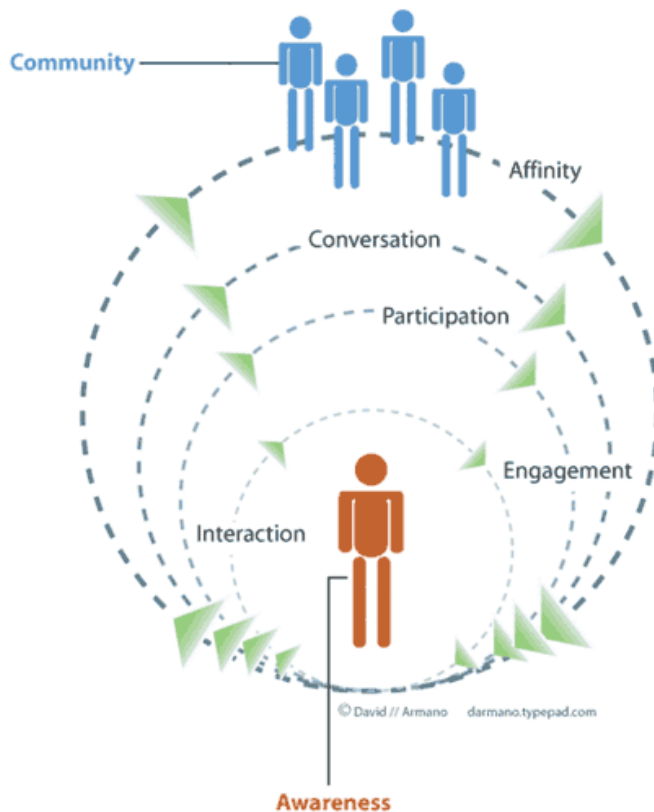 Community
Affinity
Conversation
Participation
Engagement
Interaction
© David // Armano darmano.typepad.com
Awareness